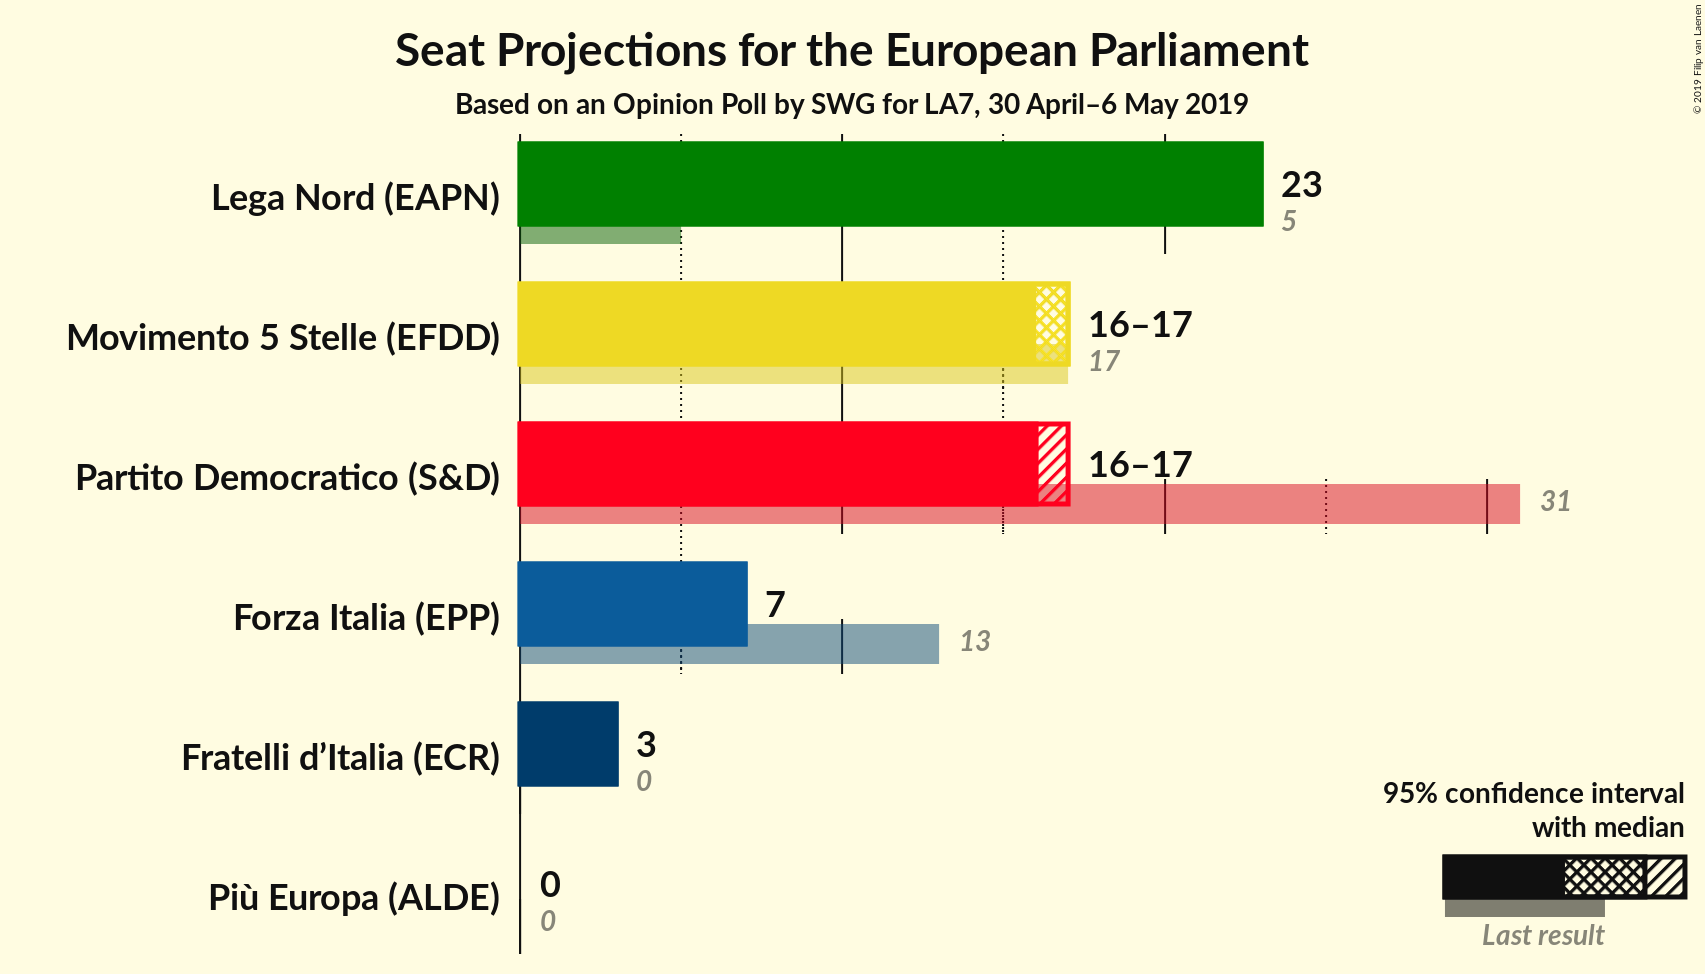 Seat Projections for the European Parliament
Based on an Opinion Poll by SWG for LA7, 30 April–6 May 2019
© 2019 Filip van Laenen
Lega Nord (EAPN)
23
5
Movimento 5 Stelle (EFDD)
16–17
17
Partito Democratico (S&D)
16–17
31
Forza Italia (EPP)
7
13
Fratelli d’Italia (ECR)
3
0
Più Europa (ALDE)
0
0
95% confidence interval
with median
Last result